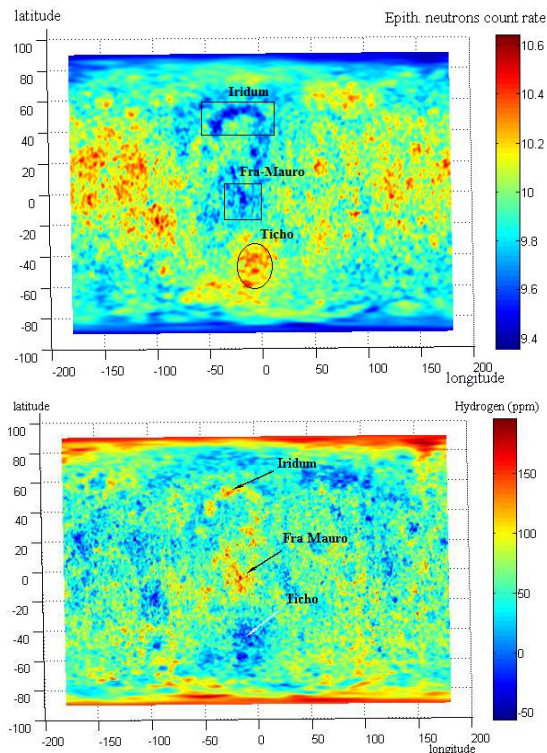 latitude
Epith. neutrons count rate
100
80
60
40
20
0
-20
-40
-60
-80
-100
Iridum
Fra-Mauro
Ticho
-200 -150 -100 -50 0 50 100 150 200
longitude
10.6
10.4
10.2
10
9.8
9.6
9.4
latitude
Hydrogen (ppm)
100
80
60
40
20
0
-20
-40
-60
-80
-100
Iridum
Fra Mauro
Ticho
-200 -150 -100 -50 0 50 100 150 200
longitude
150
100
50
0
-50